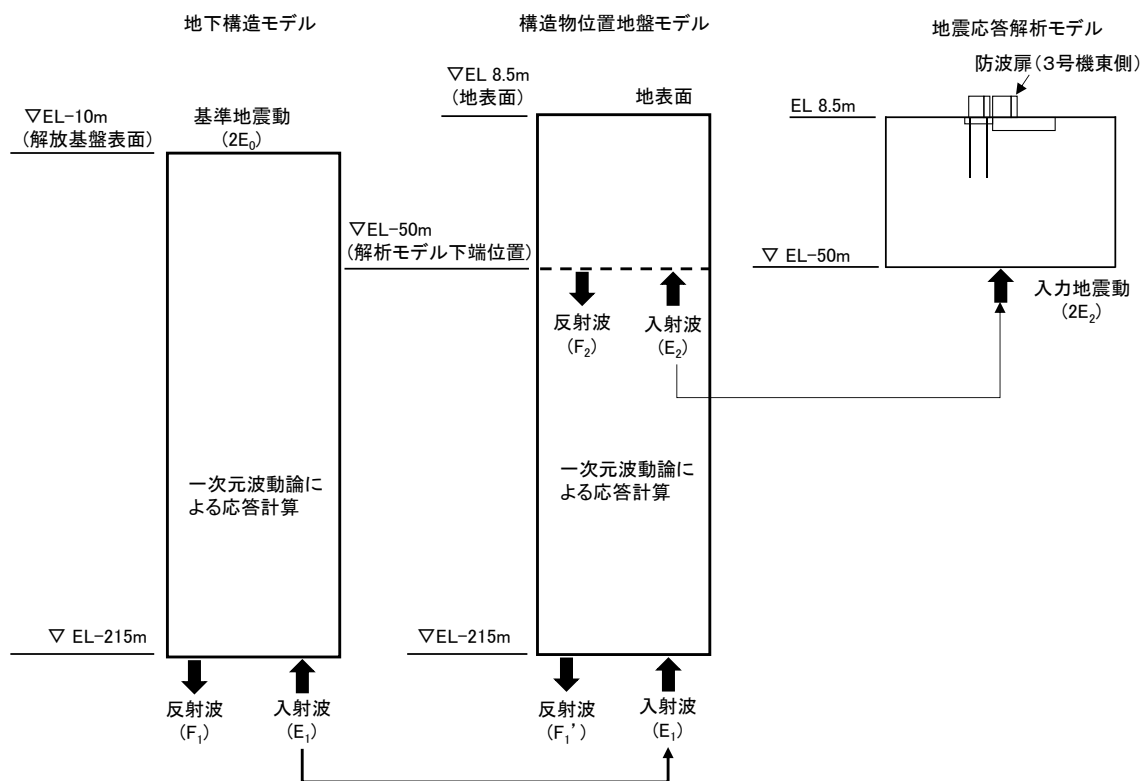 地下構造モデル
▽EL-10m
(解放基盤表面)
基準地震動
(2E₀)
一次元波動論に
よる応答計算
▽ EL-215m
反射波
(F₁)
入射波
(E₁)
構造物位置地盤モデル
▽EL 8.5m
(地表面)
地表面
▽EL-50m
(解析モデル下端位置)
反射波
(F₂)
入射波
(E₂)
一次元波動論に
よる応答計算
▽EL-215m
反射波
(F₁’)
入射波
(E₁)
地震応答解析モデル
防波扉(３号機東側)
EL 8.5m
▽ EL-50m
入力地震動
(2E₂)